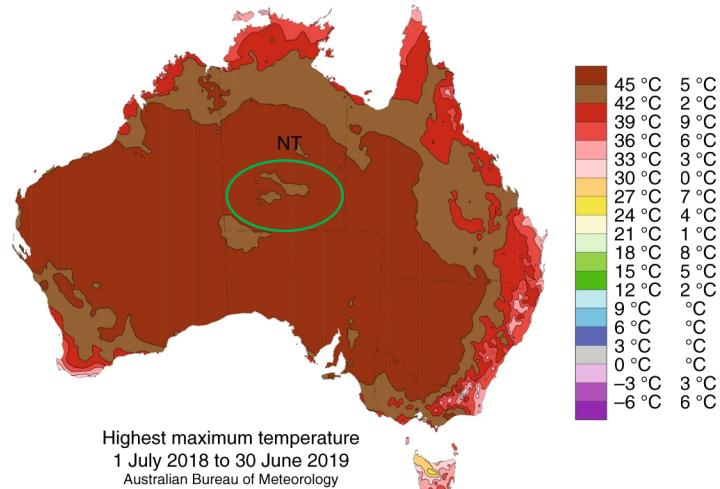 NT
45 °C 5 °C
42 °C 2 °C
39 °C 9 °C
36 °C 6 °C
33 °C 3 °C
30 °C 0 °C
27 °C 7 °C
24 °C 4 °C
21 °C 1 °C
18 °C 8 °C
15 °C 5 °C
12 °C 2 °C
9 °C °C
6 °C °C
3 °C °C
0 °C °C
–3 °C 3 °C
–6 °C 6 °C
Highest maximum temperature
1 July 2018 to 30 June 2019
Australian Bureau of Meteorology